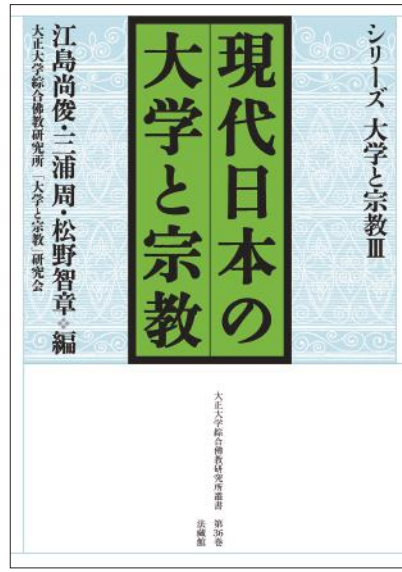 シリーズ 大学と宗教Ⅲ
現代日本の
大学と宗教
江島尚俊・三浦 周・松野智章❖編
大正大学綜合佛教研究所「大学と宗教」研究会
大正大学綜合佛教研究所叢書 第36巻
法藏館